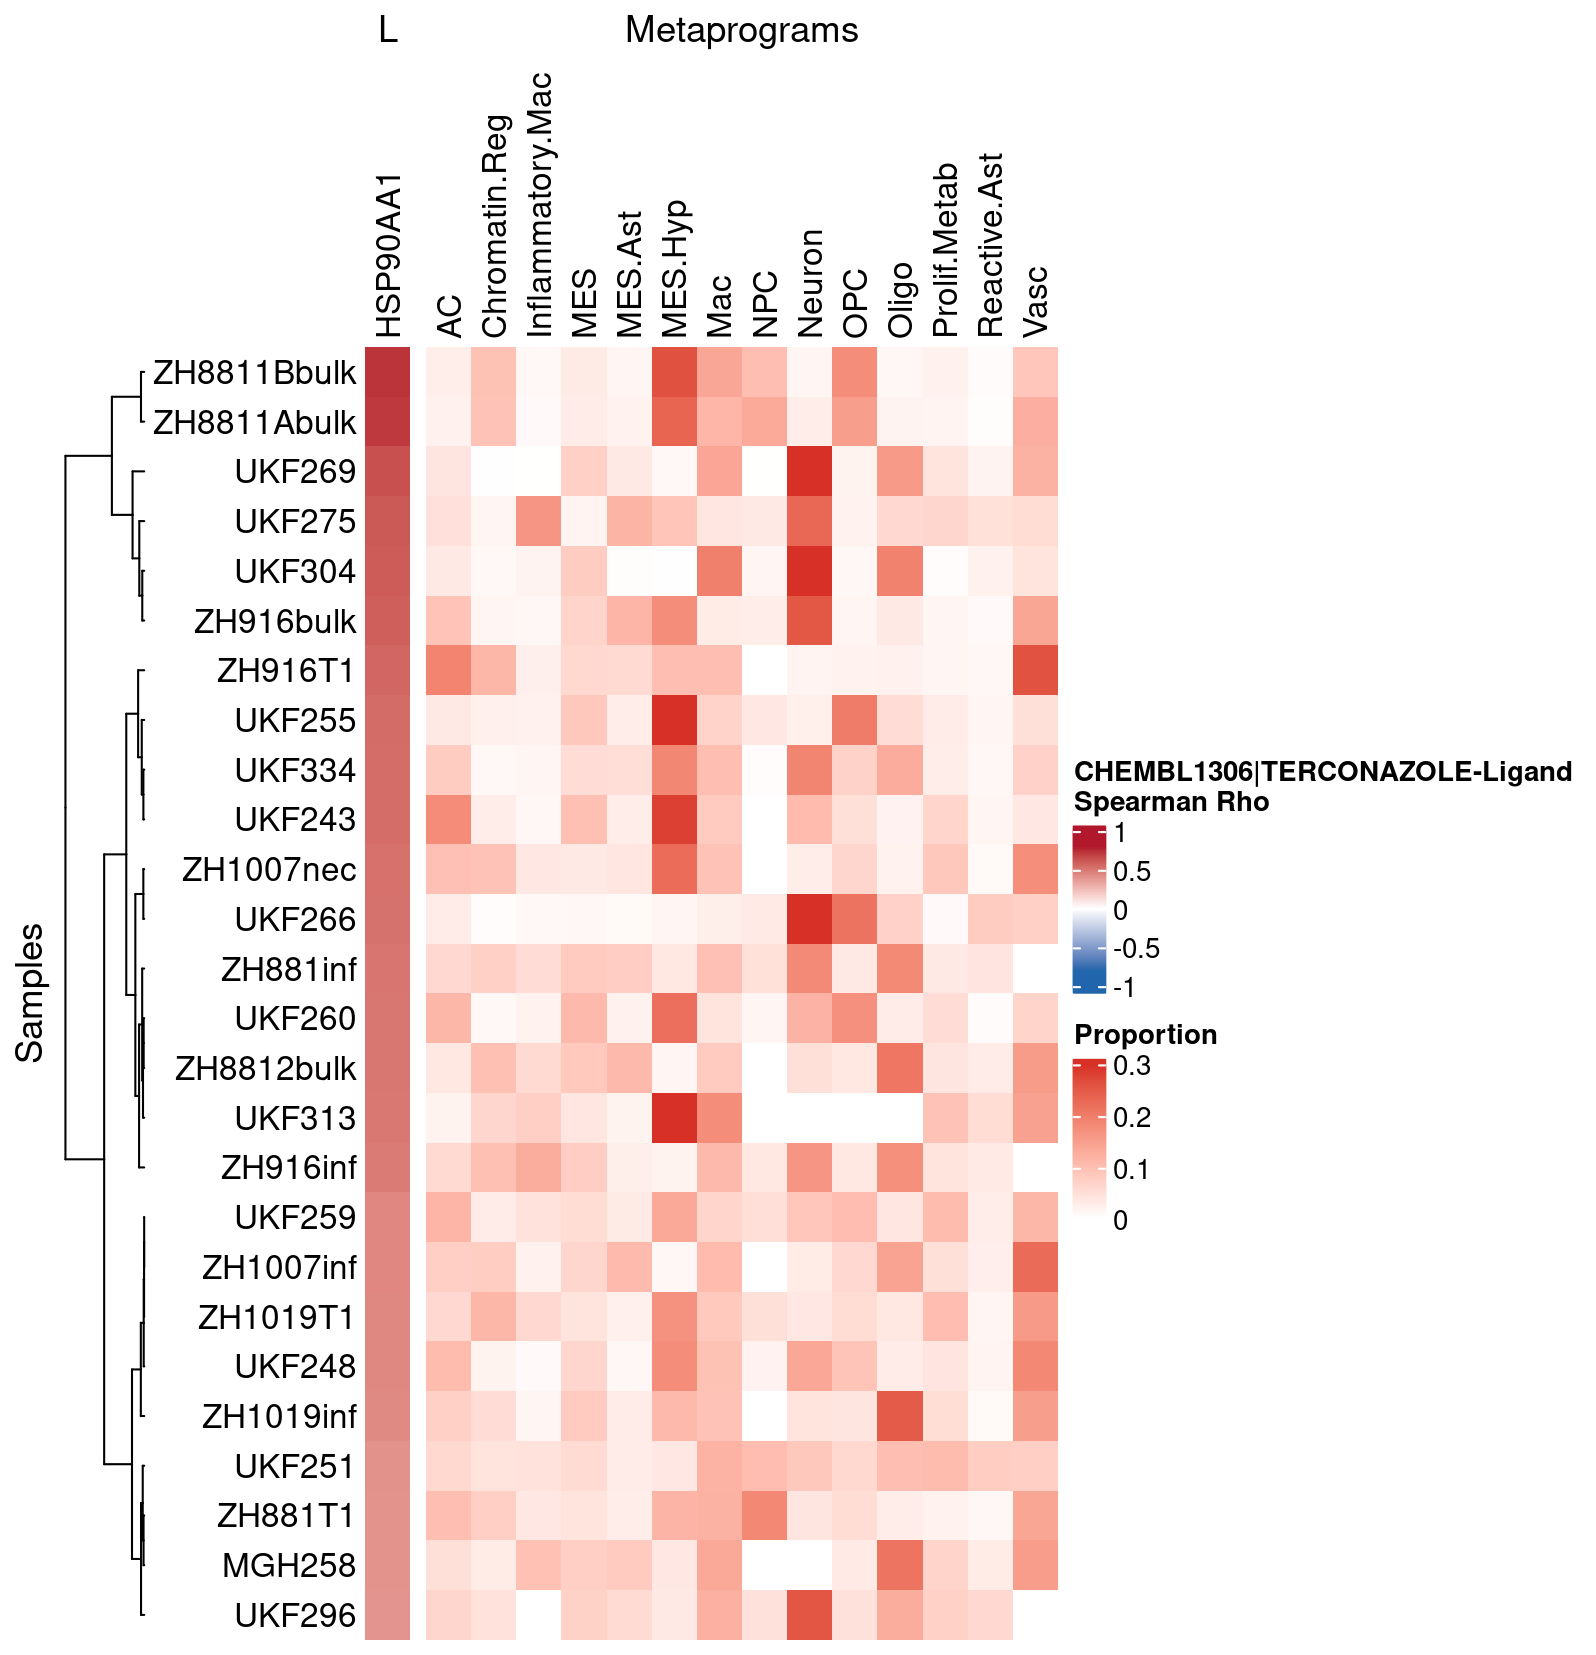 L
Metaprograms
HSP90AA1
AC
Chromatin.Reg
Inflammatory.Mac
MES
MES.Ast
MES.Hyp
Mac
NPC
Neuron
OPC
Oligo
Prolif.Metab
Reactive.Ast
Vasc
Samples
ZH8811Bbulk
ZH8811Abulk
UKF269
UKF275
UKF304
ZH916bulk
ZH916T1
UKF255
UKF334
UKF243
ZH1007nec
UKF266
ZH881inf
UKF260
ZH8812bulk
UKF313
ZH916inf
UKF259
ZH1007inf
ZH1019T1
UKF248
ZH1019inf
UKF251
ZH881T1
MGH258
UKF296
CHEMBL1306|TERCONAZOLE-Ligand
Spearman Rho
1
0.5
0
-0.5
-1
Proportion
0.3
0.2
0.1
0